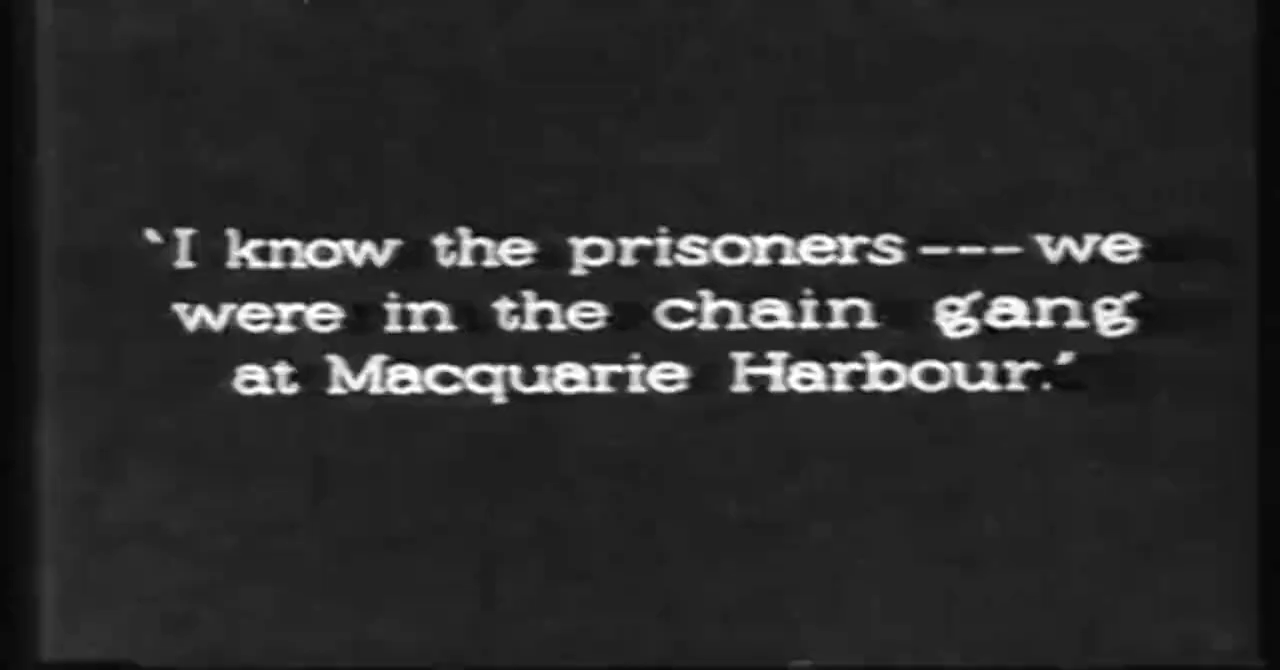 ‘I know the prisoners---we
were in the chain gang
at Macquarie Harbour.’